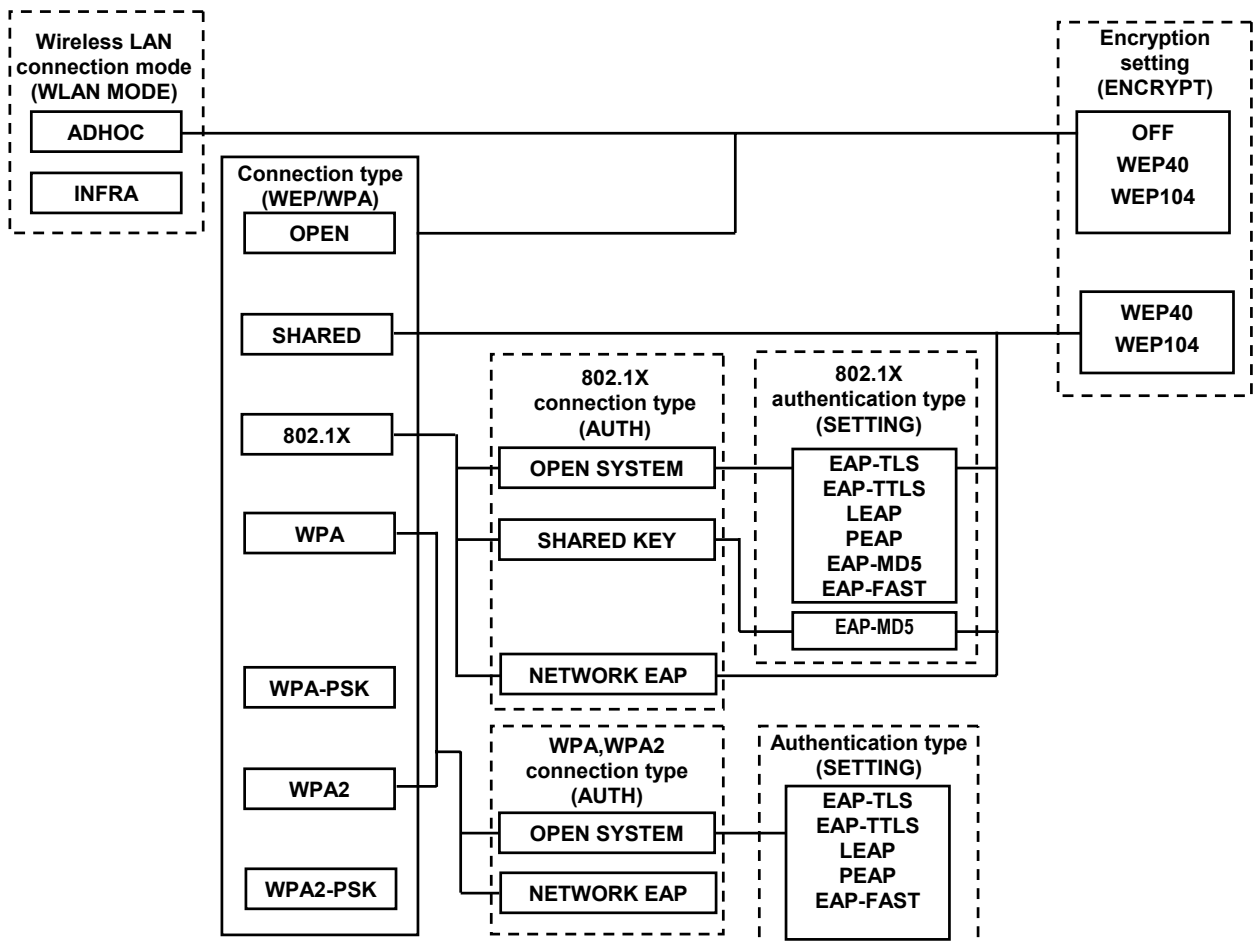 Wireless LAN
connection mode
(WLAN MODE)
ADHOC
INFRA
Connection type
(WEP/WPA)
OPEN
SHARED
802.1X
WPA
WPA-PSK
WPA2
WPA2-PSK
802.1X
connection type
(AUTH)
OPEN SYSTEM
SHARED KEY
NETWORK EAP
WPA,WPA2
connection type
(AUTH)
OPEN SYSTEM
NETWORK EAP
802.1X
authentication type
(SETTING)
EAP-TLS
EAP-TTLS
LEAP
PEAP
EAP-MD5
EAP-FAST
EAP-MD5
Authentication type
(SETTING)
EAP-TLS
EAP-TTLS
LEAP
PEAP
EAP-FAST
Encryption
setting
(ENCRYPT)
OFF
WEP40
WEP104
WEP40
WEP104